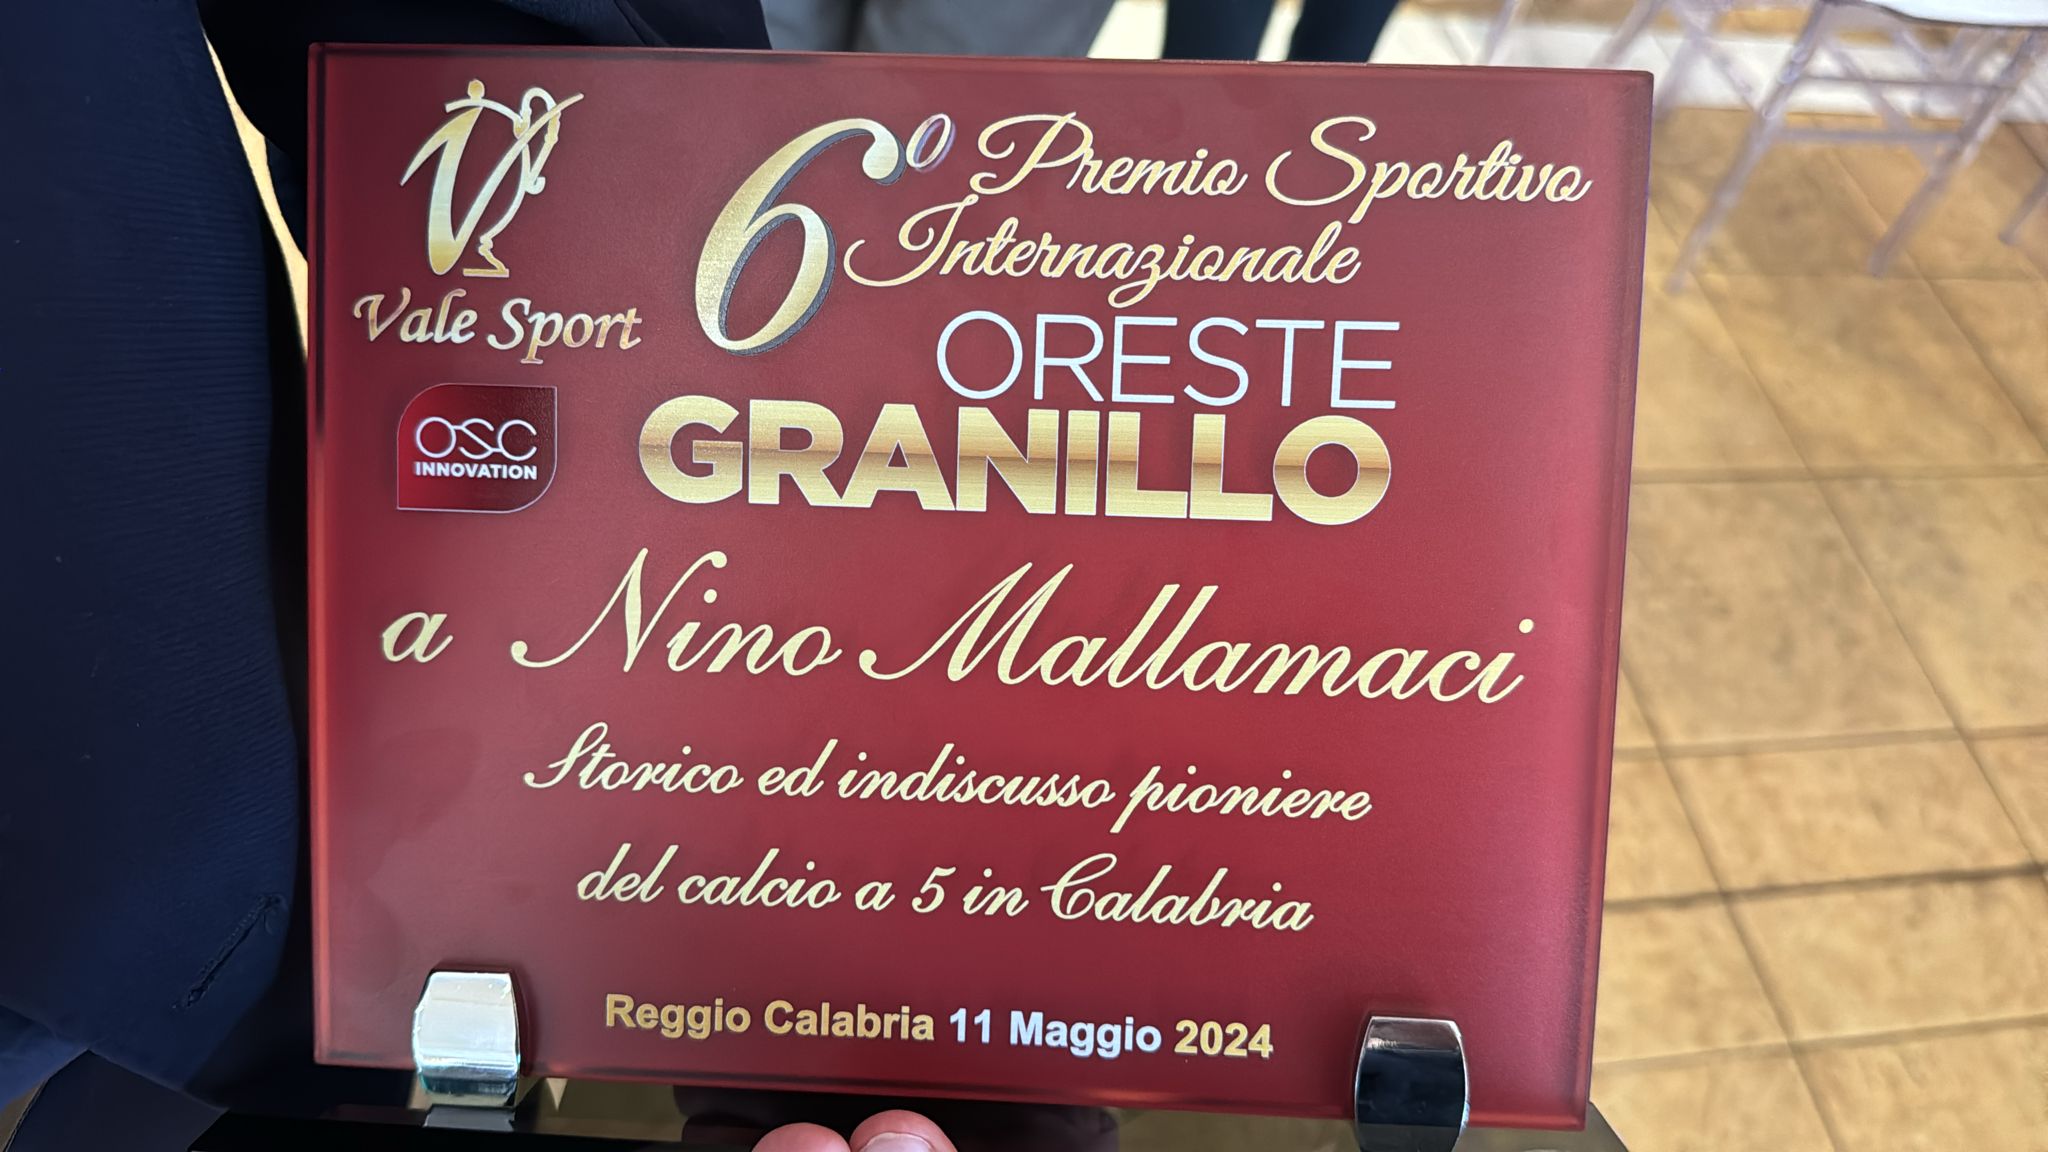 Vale Sport
OSC
INNOVATION
6° Premio Sportivo
Internazionale
ORESTE
GRANILLO
a Nino Mallamaci
Storico ed indiscusso pioniere
del calcio a 5 in Calabria
Reggio Calabria 11 Maggio 2024